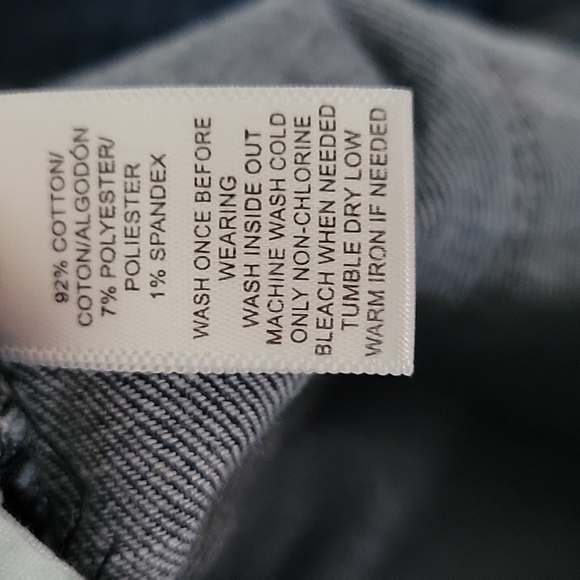 92% COTTON/
COTON/ALGODÓN
7% POLYESTER/
POLIESTER
1% SPANDEX
WASH ONCE BEFORE
WEARING
WASH INSIDE OUT
MACHINE WASH COLD
ONLY NON-CHLORINE
BLEACH WHEN NEEDED
TUMBLE DRY LOW
WARM IRON IF NEEDED